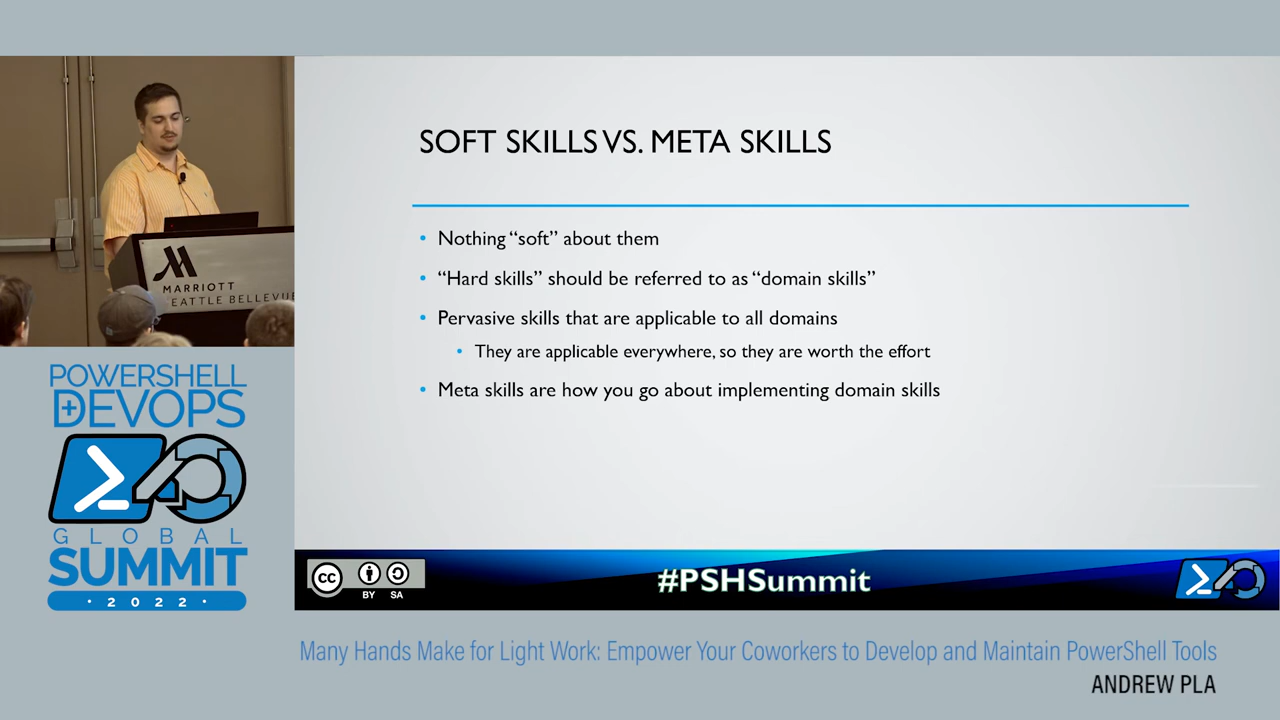 SOFT SKILLS VS. META SKILLS
• Nothing “soft” about them
• “Hard skills” should be referred to as “domain skills”
• Pervasive skills that are applicable to all domains
• They are applicable everywhere, so they are worth the effort
• Meta skills are how you go about implementing domain skills
MARRIOTT
EATTLE BELLEVU
POWERSHELL
+ DEVOPS
GLOBAL
SUMMIT
· 2022 ·
CC
BY SA
#PSHSummit
Many Hands Make for Light Work: Empower Your Coworkers to Develop and Maintain PowerShell Tools
ANDREW PLA